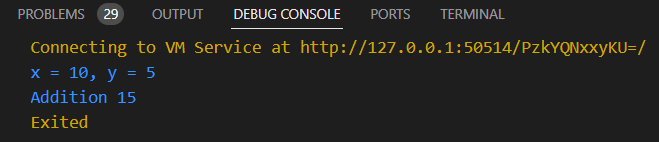 PROBLEMS 29 OUTPUT DEBUG CONSOLE PORTS TERMINAL
Connecting to VM Service at http://127.0.0.1:50514/PzkYQNxxyKU=/
x = 10, y = 5
Addition 15
Exited